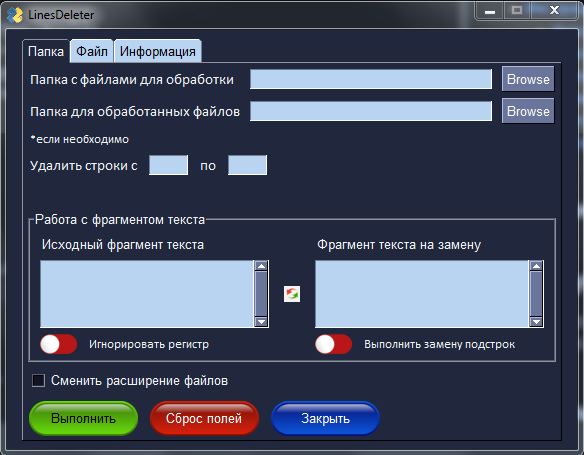 LinesDeleter
Папка Файл Информация
Папка с файлами для обработки Browse
Папка для обработанных файлов Browse
*если необходимо
Удалить строки с по
Работа с фрагментом текста
Исходный фрагмент текста Фрагмент текста на замену
Игнорировать регистр Выполнить замену подстрок
Сменить расширение файлов
Выполнить Сброс полей Закрыть